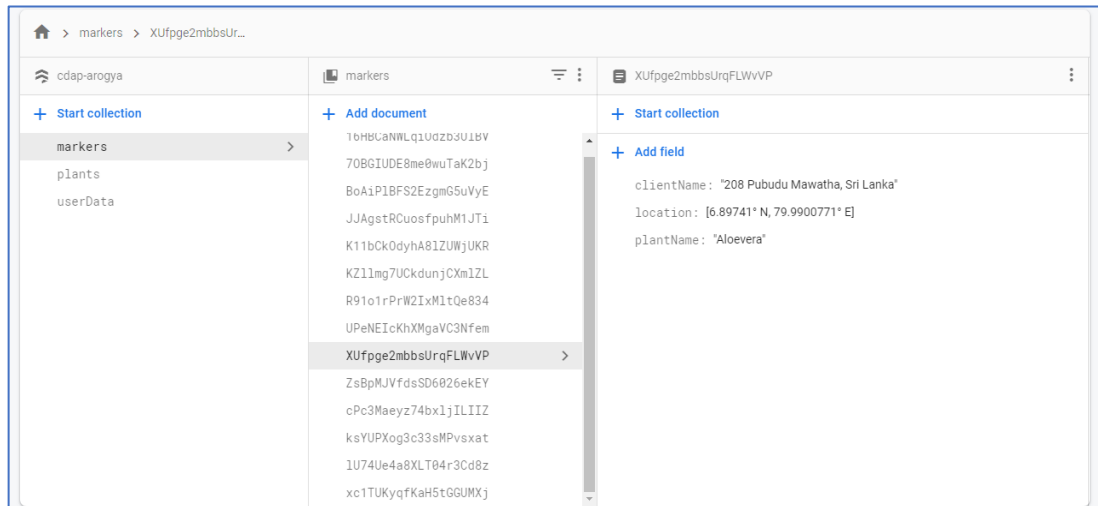 markers > XUfpge2mbbsUr...
cdap-arogya
+ Start collection
markers
plants
userData
markers
+ Add document
16HBCaNWLqiOdzb3UIBV
7OBGIUDE8me0wuTaK2bj
BoAiPlBFS2EzgmG5uVyE
JJAgstRCuosfpuhM1JTi
K11bCkOdyhA8lZUWjUKR
KZllmg7UCkdunjCXmlZL
R91o1rPrW2IxMltQe834
UPeNEIcKhXMgaVC3Nfem
XUfpge2mbbsUrqFLWvVP
ZsBpMJVfdsSD6026ekEY
cPc3Maeyz74bxljILIIZ
ksYUPXog3c33sMPvsxat
lU74Ue4a8XLT04r3Cd8z
xc1TUKyqfKaH5tGGUMXj
XUfpge2mbbsUrqFLWvVP
+ Start collection
+ Add field
clientName: "208 Pubudu Mawatha, Sri Lanka"
location: [6.89741° N, 79.9900771° E]
plantName: "Aloevera"